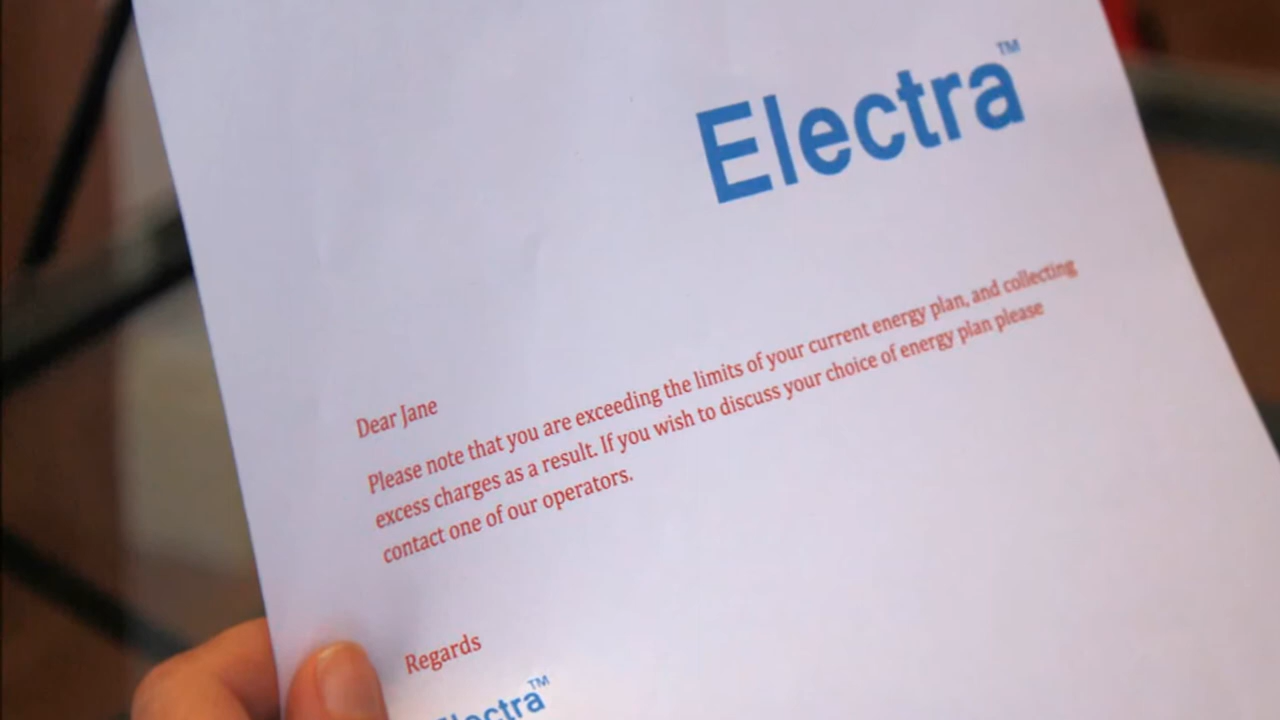 Electra™
Dear Jane
Please note that you are exceeding the limits of your current energy plan, and collecting
excess charges as a result. If you wish to discuss your choice of energy plan please
contact one of our operators.
Regards
Electra™